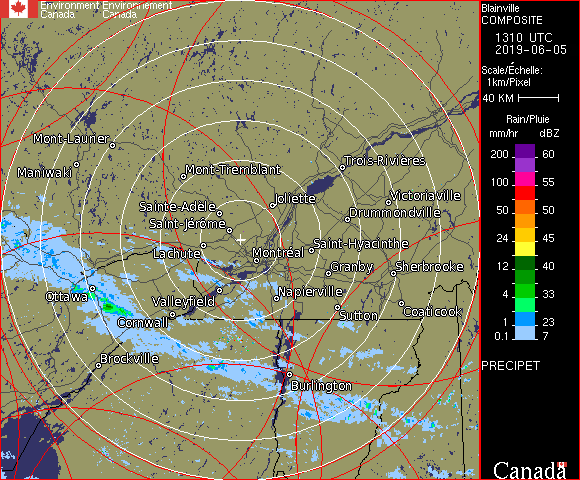 Environment Environnement
Canada Canada
Blainville
COMPOSITE
1310 UTC
2019-06-05
Scale/Échelle:
1km/Pixel
40 KM
Rain/Pluie
mm/hr dBZ
200 60
100 55
50 50
24 45
12 40
4 33
1 23
0.1 7
PRECIPET
Mont-Laurier
Maniwaki
Mont-Tremblant
Trois-Rivières
Sainte-Adèle
Joliette
Victoriaville
Drummondville
Saint-Jérôme
Lachute
Montréal
Saint-Hyacinthe
Granby
Sherbrooke
Ottawa
Valleyfield
Napierville
Cornwall
Sutton
Coaticook
Brockville
Burlington
Canada